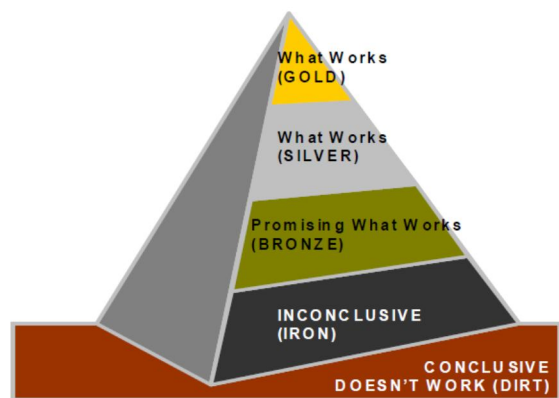 What Works
(GOLD)
What Works
(SILVER)
Promising What Works
(BRONZE)
INCONCLUSIVE
(IRON)
CONCLUSIVE
DOESN'T WORK (DIRT)